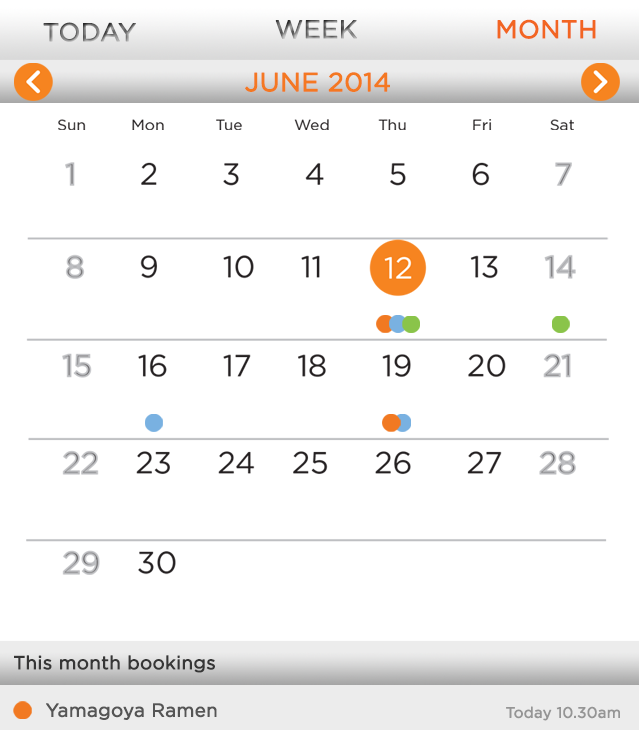 TODAY WEEK MONTH
JUNE 2014
Sun Mon Tue Wed Thu Fri Sat
1 2 3 4 5 6 7
8 9 10 11 12 13 14
15 16 17 18 19 20 21
22 23 24 25 26 27 28
29 30
This month bookings
Yamagoya Ramen Today 10.30am